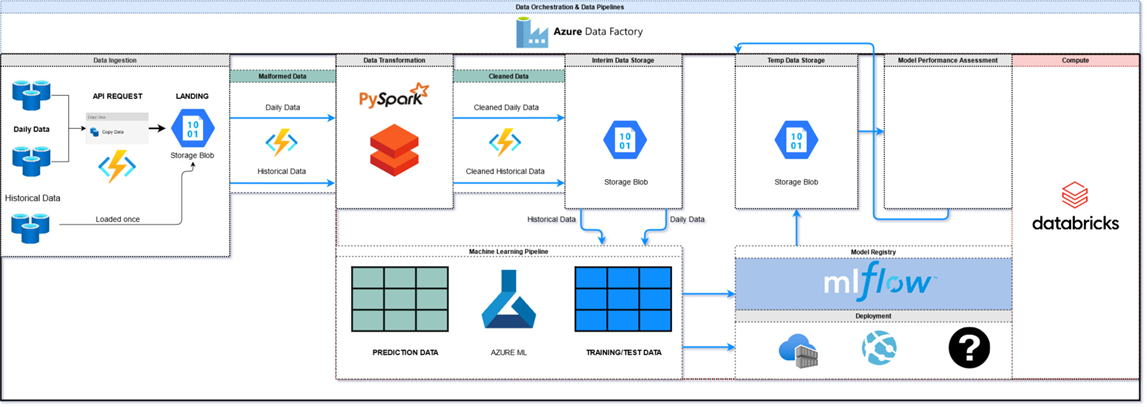 Data Orchestration & Data Pipelines
Azure Data Factory
Data Ingestion
Data Transformation
Interim Data Storage
Temp Data Storage
Model Performance Assessment
Compute
Malformed Data
Cleaned Data
API REQUEST
LANDING
PySpark
Daily Data
Cleaned Daily Data
Copy Data
Copy Data
10
01
10
01
10
01
Daily Data
Storage Blob
Historical Data
Cleaned Historical Data
Storage Blob
Storage Blob
Historical Data
Loaded once
Historical Data
Daily Data
databricks
Machine Learning Pipeline
Model Registry
mlflow™
Deployment
PREDICTION DATA
AZURE ML
TRAINING/TEST DATA
?